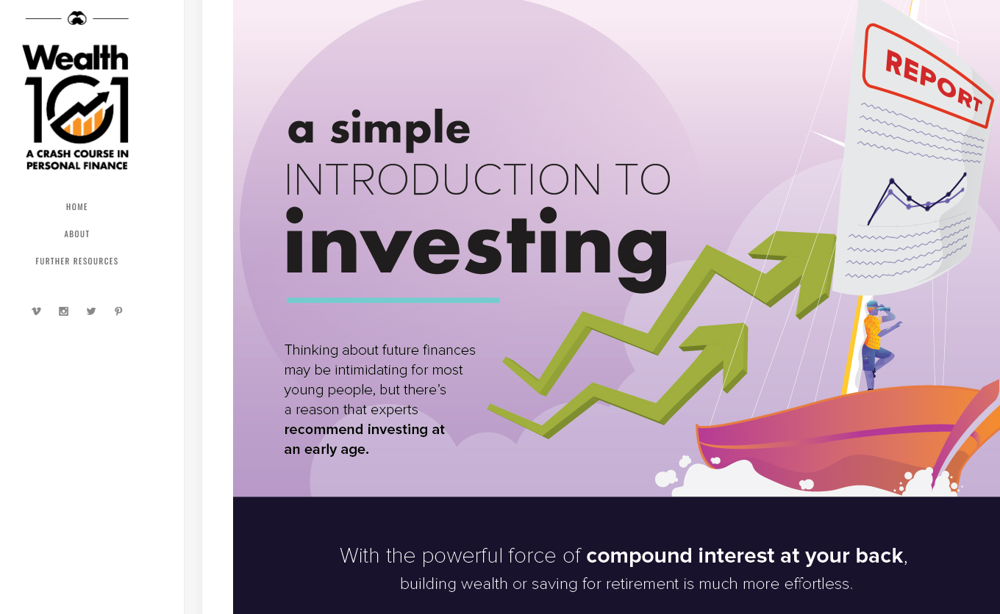 Wealth
101
A CRASH COURSE IN
PERSONAL FINANCE
HOME
ABOUT
FURTHER RESOURCES
a simple
INTRODUCTION TO
investing
Thinking about future finances
may be intimidating for most
young people, but there’s
a reason that experts
recommend investing at
an early age.
REPORT
With the powerful force of compound interest at your back,
building wealth or saving for retirement is much more effortless.